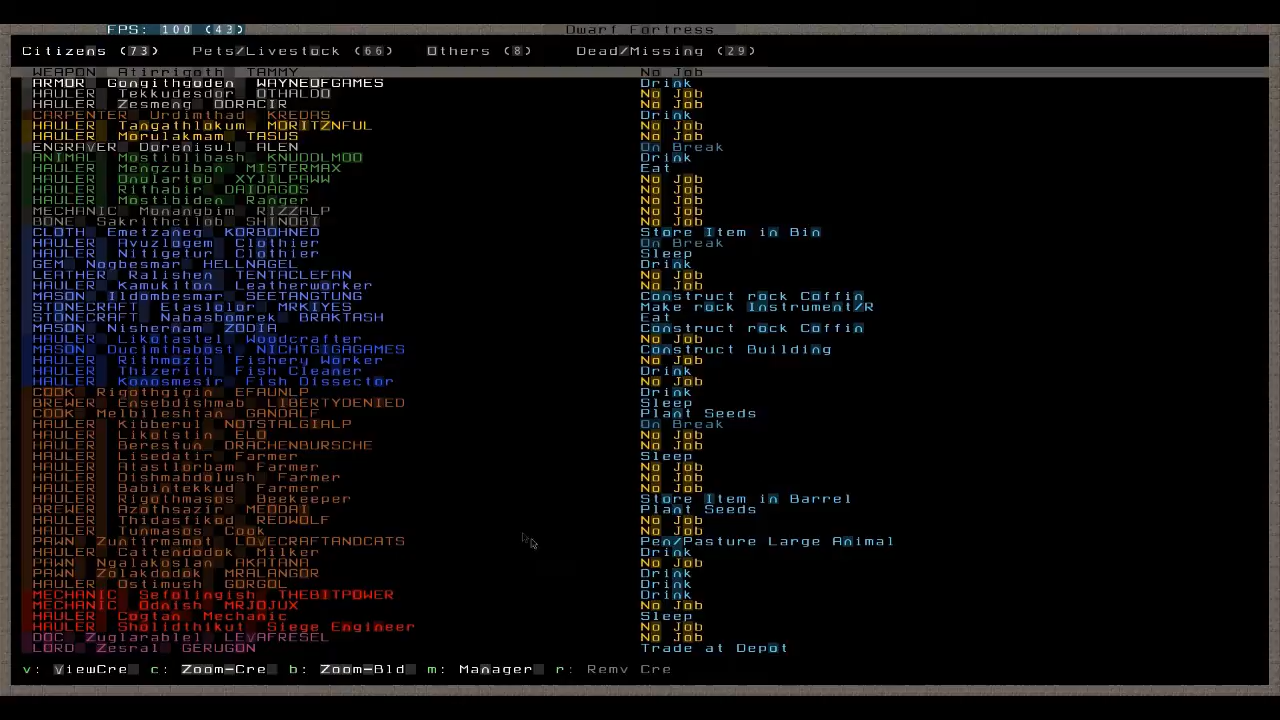 FPS: 100 (43) Dwarf Fortress
Citizens (73) Pets/Livestock (66) Others (8) Dead/Missing (29)
WEAPON Atirrigoth TAMMY No Job
ARMOR Gongithgoden WAYNEOFGAMES Drink
HAULER Tekkudesdor OTHALDO No Job
HAULER Zesmeng ODRACIR No Job
CARPENTER Urdimthad KREDAS Drink
HAULER Tangathlokum MORITZNFUL No Job
HAULER Morulakmam TASUS No Job
ENGRAVER Dorenisul ALEN On Break
ANIMAL Mostiblibash KNUDDLMOO Drink
HAULER Mengzulban MISTERMAX Eat
HAULER Onolartob XYJILPAWW No Job
HAULER Rithabir DAIDAGOS No Job
HAULER Mostibiden Ranger No Job
MECHANIC Monangbim RIZZALP No Job
BONE Sakrithcilob SHINOBI No Job
CLOTH Emetzaneg KORBOHNED Store Item in Bin
HAULER Avuzlogem Clothier On Break
HAULER Nitigetur Clothier Sleep
GEM Nogbesmar HELLNAGEL Drink
LEATHER Ralishen TENTACLEFAN No Job
HAULER Kamukiton Leatherworker No Job
MASON Ildombesmar SEETANGTUNG Construct rock Coffin
STONECRAFT Etaslolor MRKIYES Make rock Instrument/R
STONECRAFT Nabasbomrek BRAKTASH Eat
MASON Nishernam ZODIA Construct rock Coffin
HAULER Likotastel Woodcrafter No Job
MASON Ducimthabost NICHTGIGAGAMES Construct Building
HAULER Rithmozib Fishery Worker No Job
HAULER Thizerith Fish Cleaner Drink
HAULER Konosmesir Fish Dissector No Job
COOK Rigothgigin EFAUNLP Drink
BREWER Ensebdishmab LIBERTYDENIED Sleep
COOK Melbileshtan GANDALF Plant Seeds
HAULER Kibberul NOTSTALGIALP On Break
HAULER Likotstin ELO No Job
HAULER Berestun DRACHENBURSCHE No Job
HAULER Lisedatir Farmer Sleep
HAULER Atastlorbam Farmer No Job
HAULER Dishmabdolush Farmer No Job
HAULER Babintekkud Farmer No Job
HAULER Rigothmosos Beekeeper Store Item in Barrel
BREWER Azothsazir MEDDAI Plant Seeds
HAULER Thidasfikod REDWOLF No Job
HAULER Tunmosos Cook No Job
PAWN Zuntirmamot LOVECRAFTANDCATS Pen/Pasture Large Animal
HAULER Cattendodok Milker Drink
PAWN Ngalakoslan AKATANA No Job
PAWN Zolakdodok MRALANGOR Drink
HAULER Ostimush GORGOL Drink
MECHANIC Sefolingish THEBITPOWER Drink
MECHANIC Odnish MRJOJUX No Job
HAULER Cogtan Mechanic Sleep
HAULER Sholidthikut Siege Engineer No Job
DOC Zuglarablel LEVAFRESEL No Job
LORD Zesral GERUGON Trade at Depot
v: ViewCre c: Zoom-Cre b: Zoom-Bld m: Manager r: Remv Cre